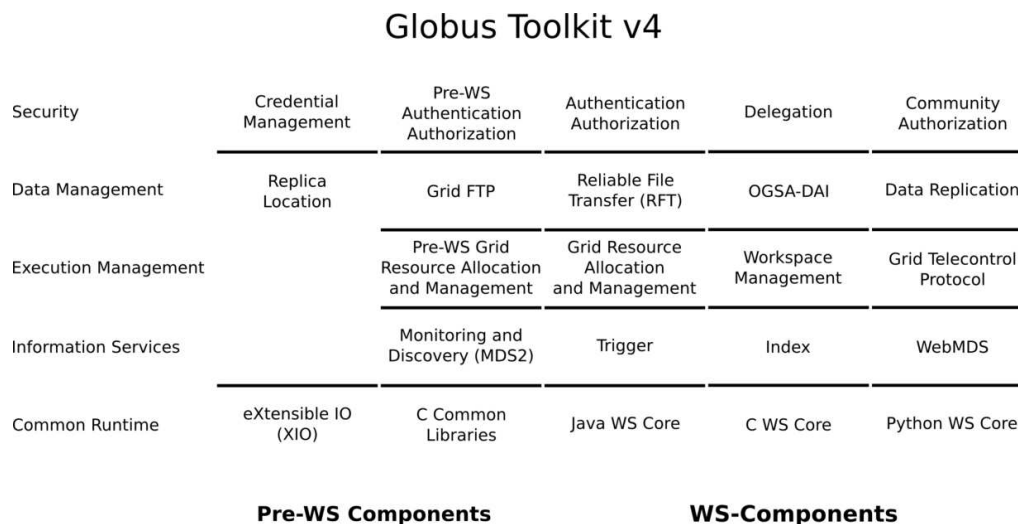 Globus Toolkit v4
Security
Credential
Management
Pre-WS
Authentication
Authorization
Authentication
Authorization
Delegation
Community
Authorization
Data Management
Replica
Location
Grid FTP
Reliable File
Transfer (RFT)
OGSA-DAI
Data Replication
Execution Management
Pre-WS Grid
Resource Allocation
and Management
Grid Resource
Allocation
and Management
Workspace
Management
Grid Telecontrol
Protocol
Information Services
Monitoring and
Discovery (MDS2)
Trigger
Index
WebMDS
Common Runtime
eXtensible IO
(XIO)
C Common
Libraries
Java WS Core
C WS Core
Python WS Core
Pre-WS Components
WS-Components